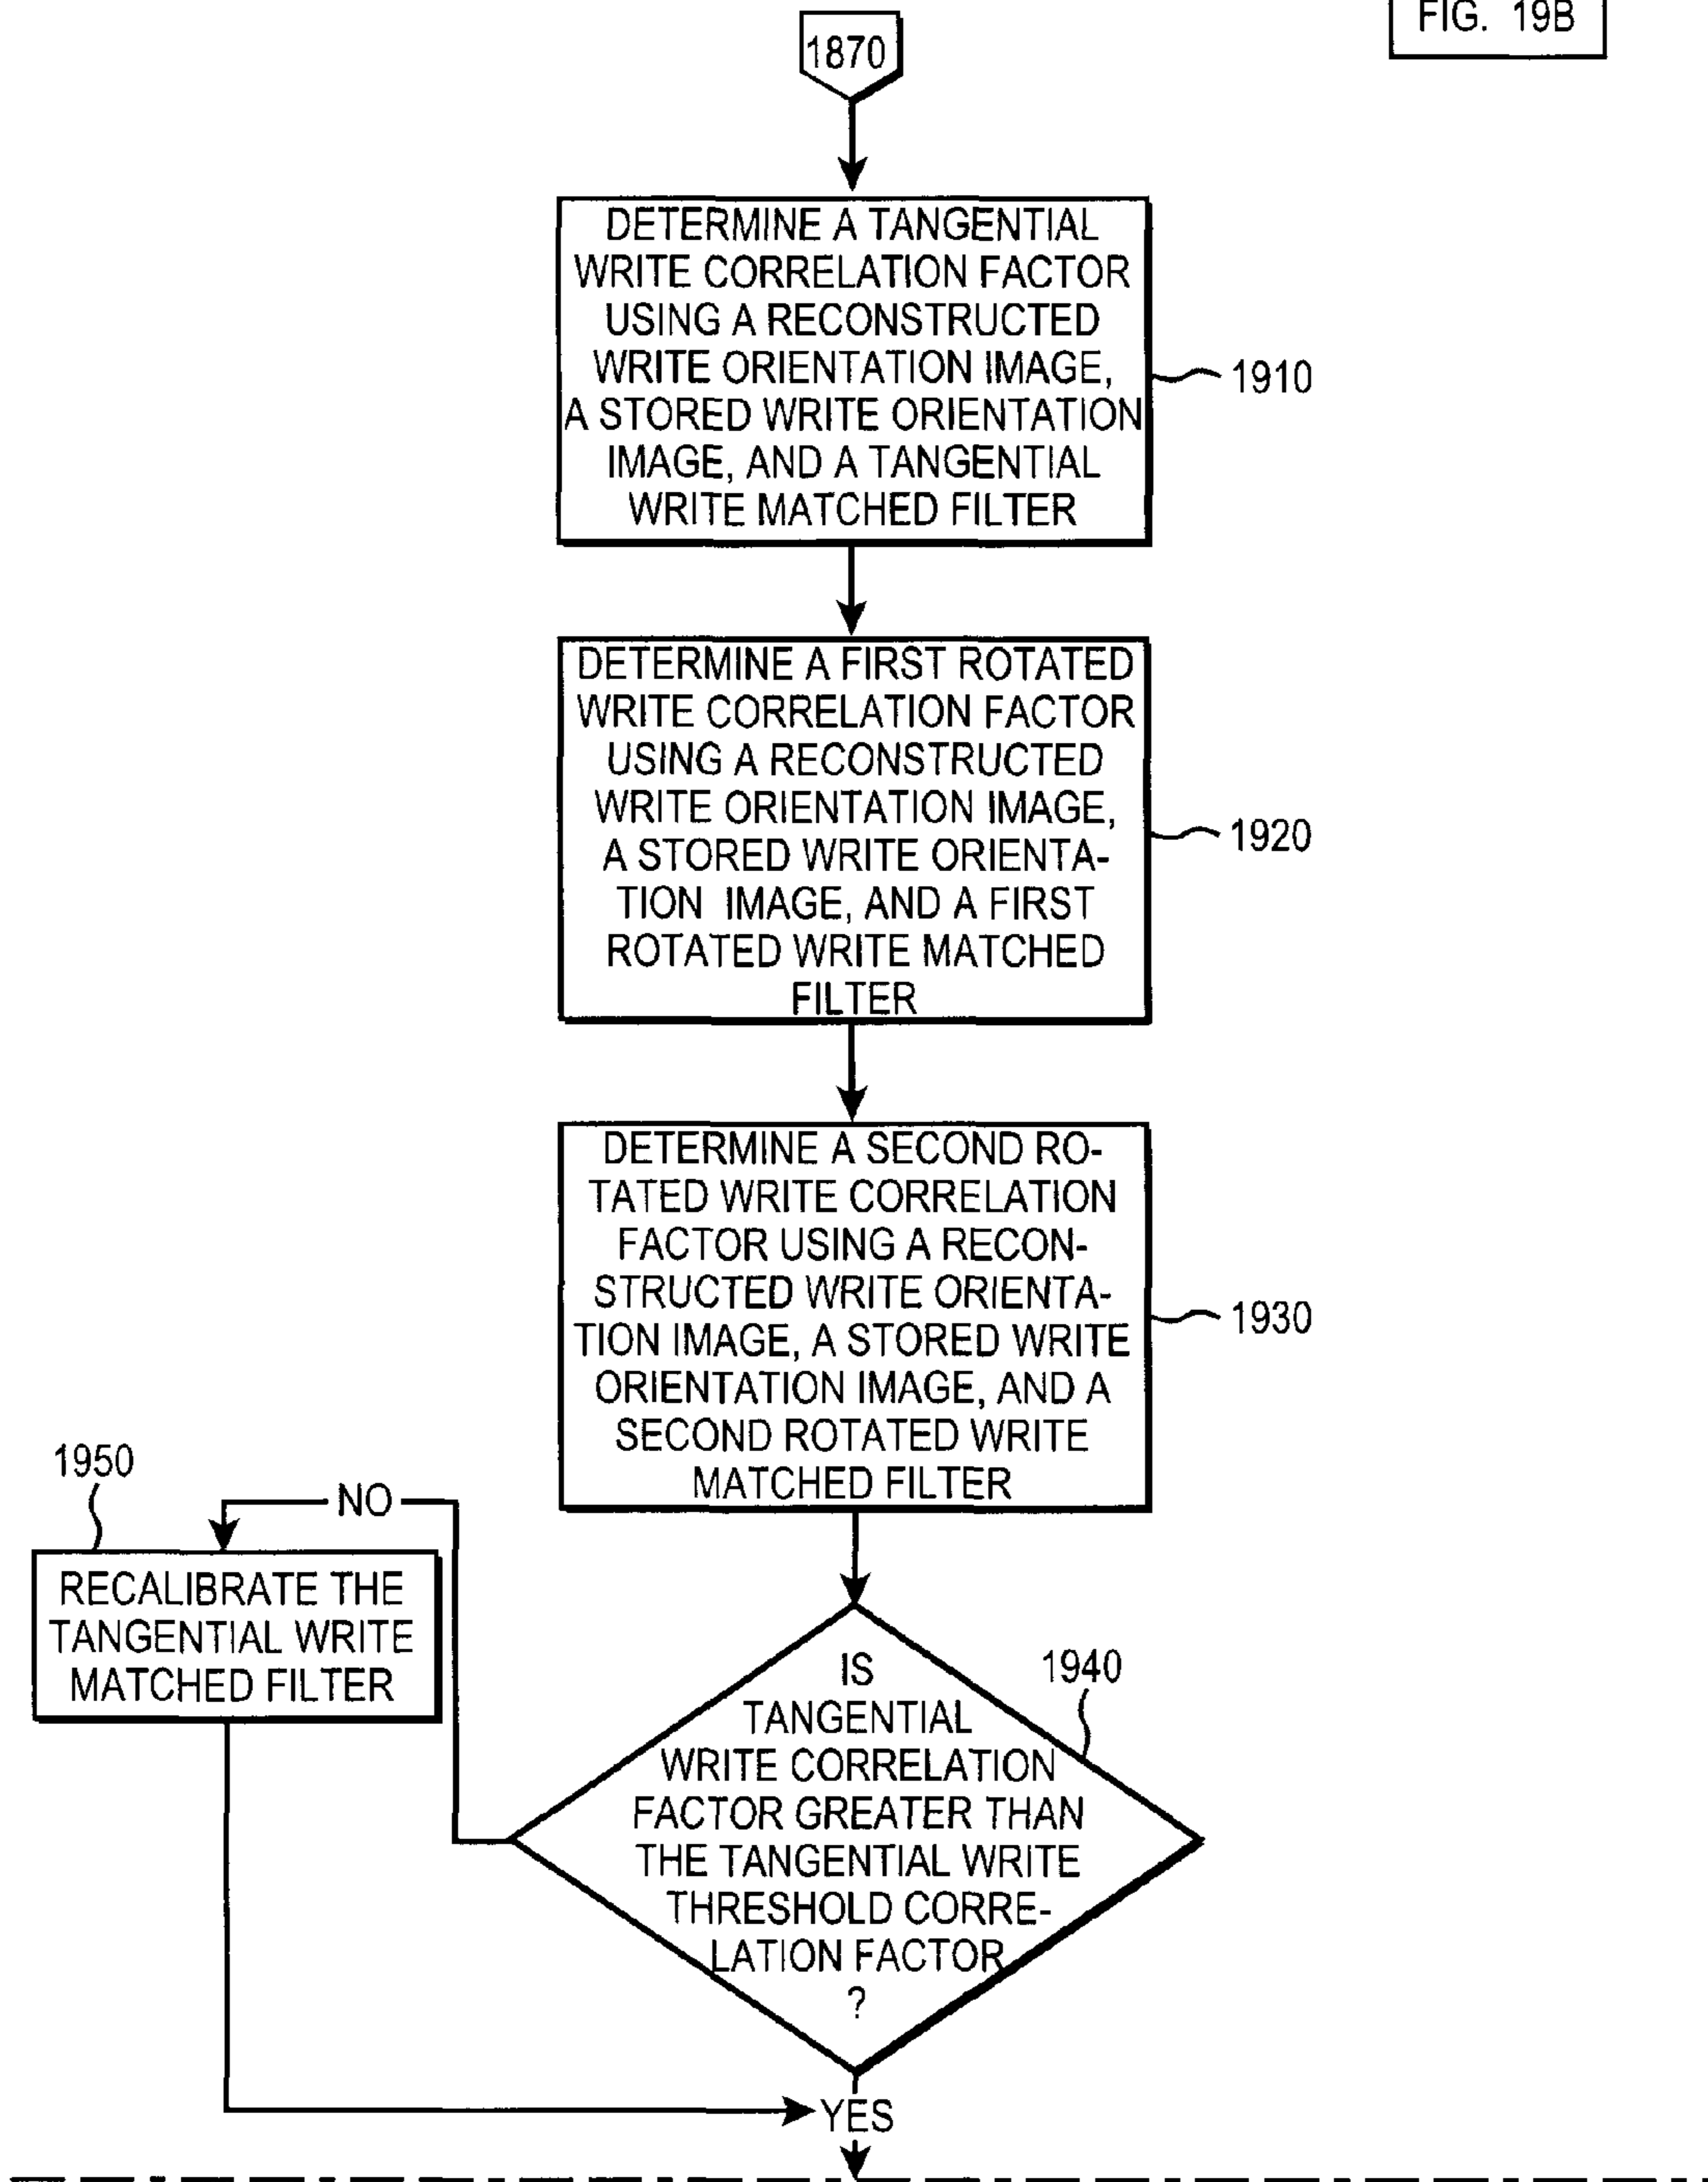 FIG. 19B
1870
DETERMINE A TANGENTIAL
WRITE CORRELATION FACTOR
USING A RECONSTRUCTED
WRITE ORIENTATION IMAGE,
A STORED WRITE ORIENTATION
IMAGE, AND A TANGENTIAL
WRITE MATCHED FILTER
1910
DETERMINE A FIRST ROTATED
WRITE CORRELATION FACTOR
USING A RECONSTRUCTED
WRITE ORIENTATION IMAGE,
A STORED WRITE ORIENTA-
TION IMAGE, AND A FIRST
ROTATED WRITE MATCHED
FILTER
1920
DETERMINE A SECOND RO-
TATED WRITE CORRELATION
FACTOR USING A RECON-
STRUCTED WRITE ORIENTA-
TION IMAGE, A STORED WRITE
ORIENTATION IMAGE, AND A
SECOND ROTATED WRITE
MATCHED FILTER
1930
1950
NO
RECALIBRATE THE
TANGENTIAL WRITE
MATCHED FILTER
IS
TANGENTIAL
WRITE CORRELATION
FACTOR GREATER THAN
THE TANGENTIAL WRITE
THRESHOLD CORRE-
LATION FACTOR
?
1940
YES